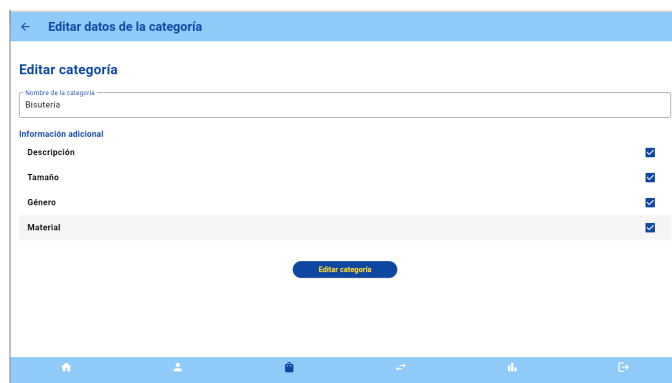 Editar datos de la categoría
Editar categoría
Nombre de la categoría
Bisutería
Información adicional
Descripción
Tamaño
Género
Material
Editar categoría